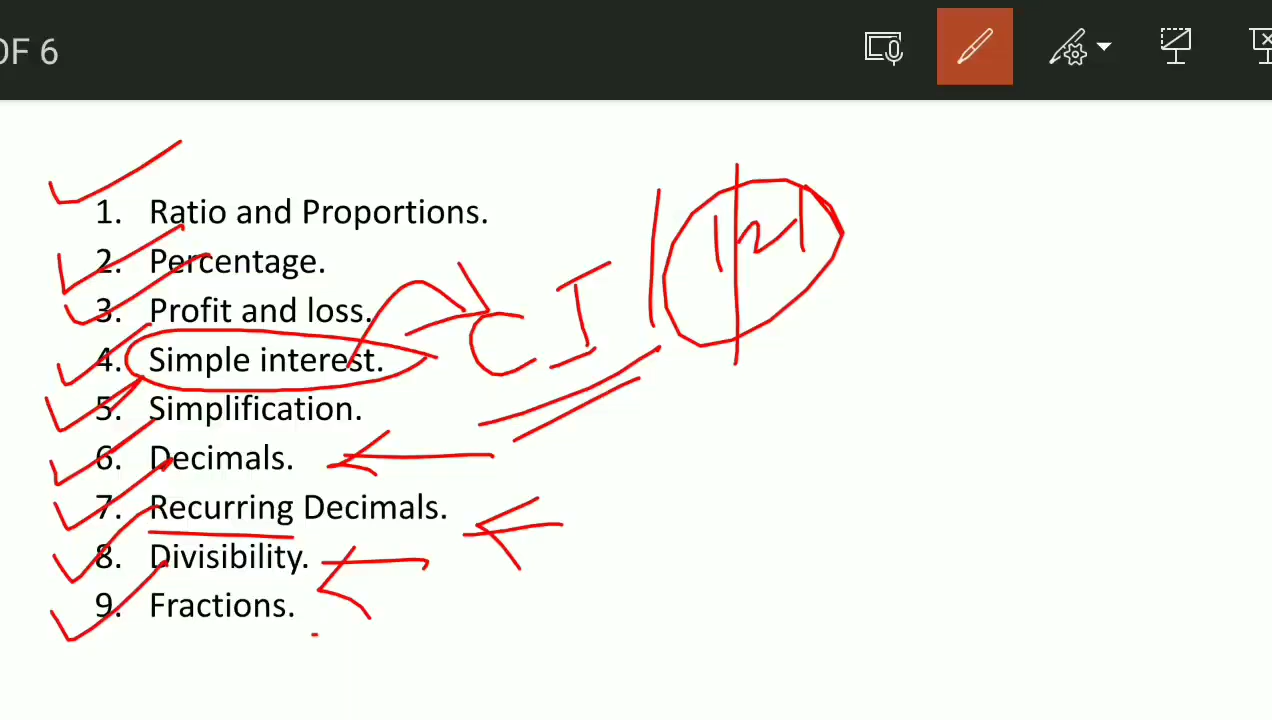 OF 6
1. Ratio and Proportions.
2. Percentage.
3. Profit and loss.
4. Simple interest.
CI
5. Simplification.
6. Decimals.
7. Recurring Decimals.
8. Divisibility.
9. Fractions.